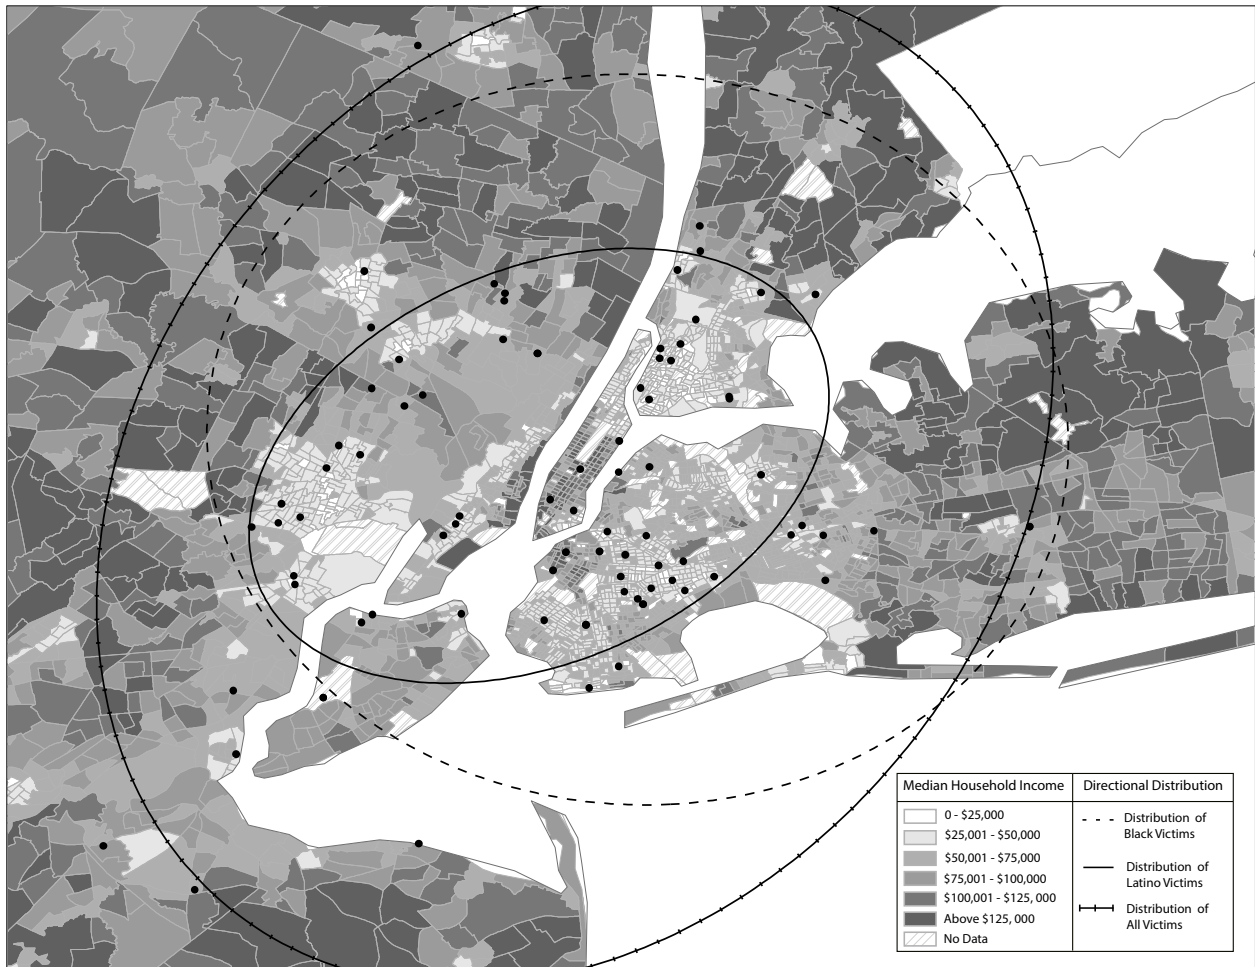 Median Household Income
0 - $25,000
$25,001 - $50,000
$50,001 - $75,000
$75,001 - $100,000
$100,001 - $125, 000
Above $125, 000
No Data
Directional Distribution
Distribution of
Black Victims
Distribution of
Latino Victims
Distribution of
All Victims